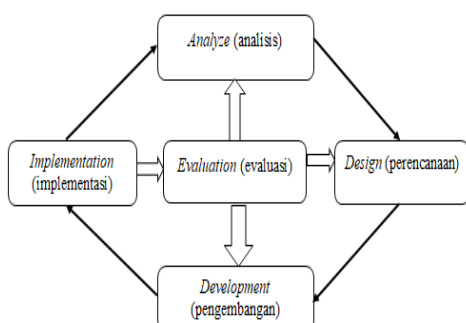 Analyze (analisis)
Implementation
(implementasi)
Evaluation (evaluasi)
Design (perencanaan)
Development
(pengembangan)